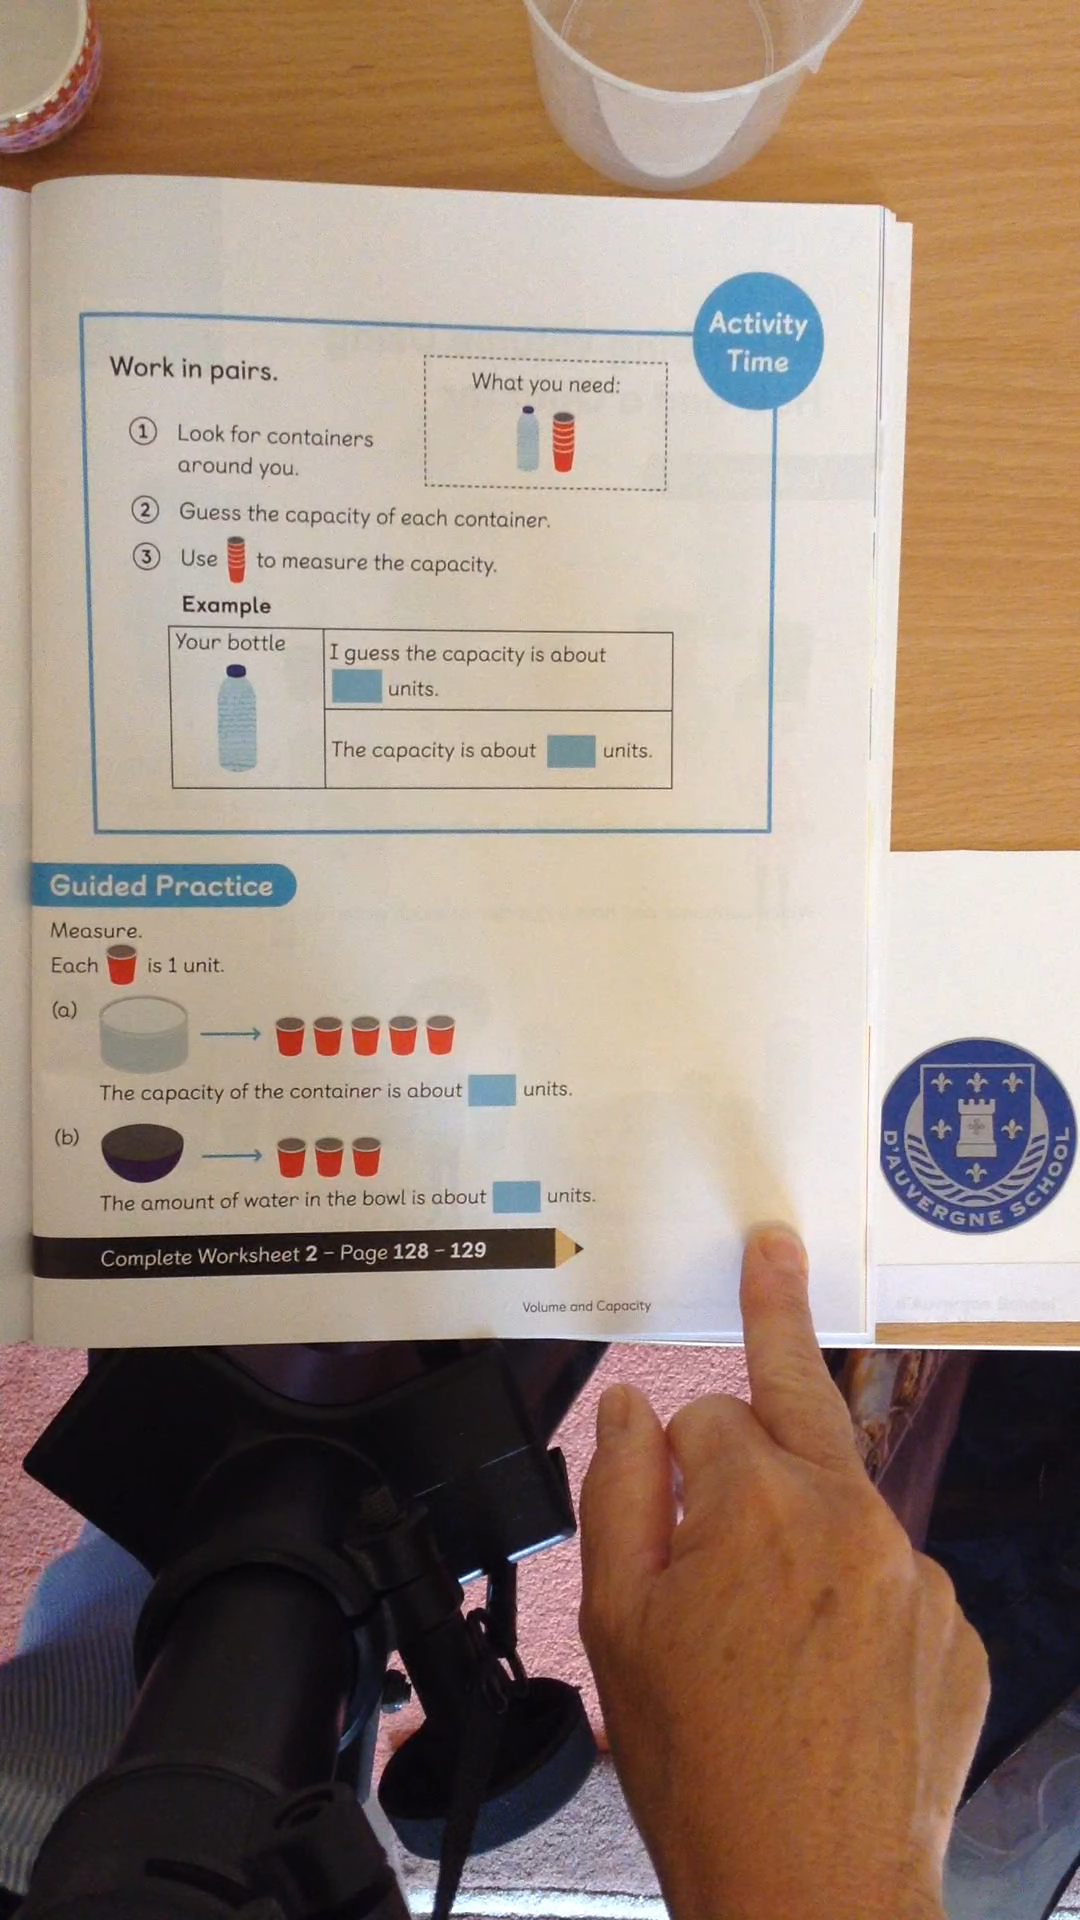 Activity
Time
Work in pairs.
What you need:
1 Look for containers
around you.
2 Guess the capacity of each container.
3 Use to measure the capacity.
Example
Your bottle
I guess the capacity is about
units.
The capacity is about units.
Guided Practice
Measure.
Each is 1 unit.
(a)
The capacity of the container is about units.
(b)
The amount of water in the bowl is about units.
Complete Worksheet 2 – Page 128 – 129
Volume and Capacity
D'AUVERGNE SCHOOL
d'Auvergne School